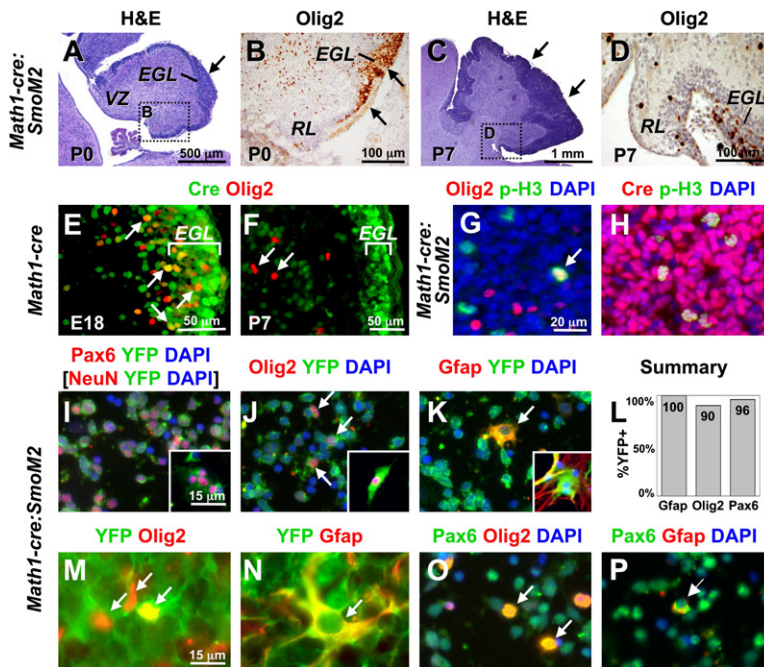 H&E Olig2 H&E Olig2
Math1-cre:
SmoM2
A EGL VZ B P0 500 µm
B EGL RL P0 100 µm
C D P7 1 mm
D EGL RL P7 100 µm
Cre Olig2 Olig2 p-H3 DAPI Cre p-H3 DAPI
Math1-cre
E EGL E18 50 µm
F EGL P7 50 µm
Math1-cre:
SmoM2
G 20 µm
H
Pax6 YFP DAPI
[NeuN YFP DAPI]
Olig2 YFP DAPI Gfap YFP DAPI Summary
Math1-cre:SmoM2
I 15 µm
J
K
L
%YFP+
100%
50%
0%
100 90 96
Gfap Olig2 Pax6
YFP Olig2 YFP Gfap Pax6 Olig2 DAPI Pax6 Gfap DAPI
M 15 µm
N
O
P